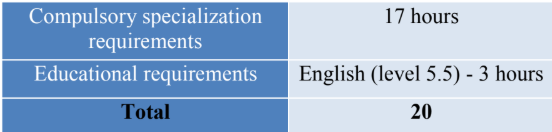 Compulsory specialization 17 hours
requirements
Educational requirements English (level 5.5) - 3 hours
Total 20